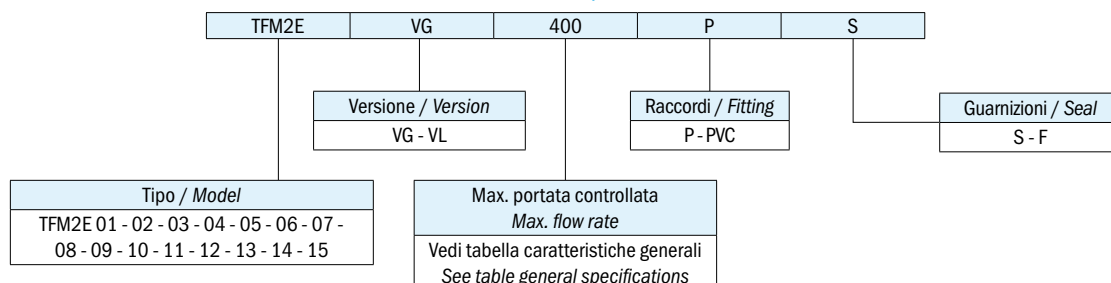 TFM2E VG 400 P S
Versione / Version
VG - VL
Raccordi / Fitting
P - PVC
Guarnizioni / Seal
S - F
Tipo / Model
TFM2E 01 - 02 - 03 - 04 - 05 - 06 - 07 -
08 - 09 - 10 - 11 - 12 - 13 - 14 - 15
Max. portata controllata
Max. flow rate
Vedi tabella caratteristiche generali
See table general specifications